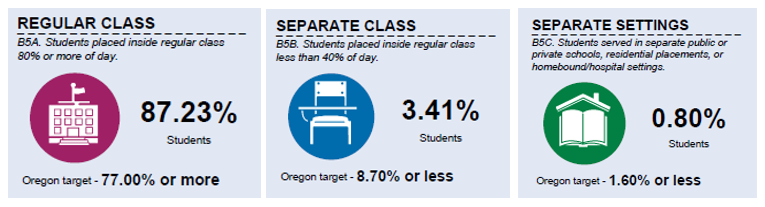 REGULAR CLASS
B5A. Students placed inside regular class
80% or more of day.
87.23%
Students
Oregon target - 77.00% or more
SEPARATE CLASS
B5B. Students placed inside regular class
less than 40% of day.
3.41%
Students
Oregon target - 8.70% or less
SEPARATE SETTINGS
B5C. Students served in separate public or
private schools, residential placements, or
homebound/hospital settings.
0.80%
Students
Oregon target - 1.60% or less